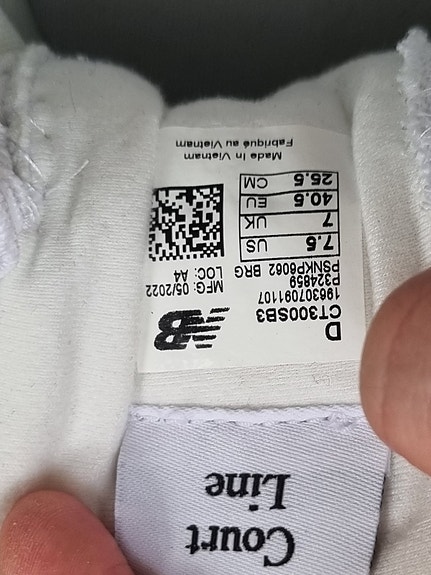 Court
Line
NB
D
CT300SB3
196307091107
P324859
PSNKP6062 BRG
MFG: 05/2022
LOC: A4
US 7.5
UK 7
EU 40.5
CM 25.5
Made In Vietnam
Fabriqué au Vietnam